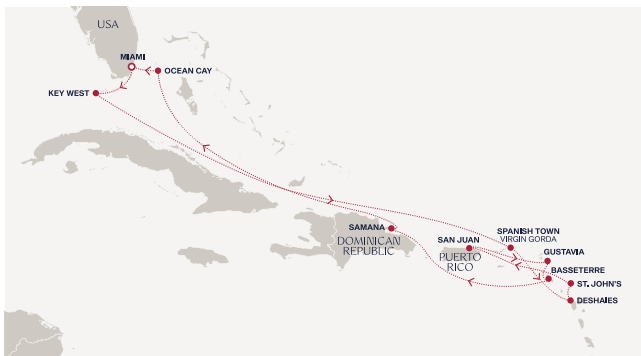 USA
MIAMI
OCEAN CAY
KEY WEST
SAMANA
DOMINICAN
REPUBLIC
SAN JUAN
PUERTO
RICO
SPANISH TOWN
VIRGIN GORDA
GUSTAVIA
BASSETERRE
ST. JOHN'S
DESHAIES